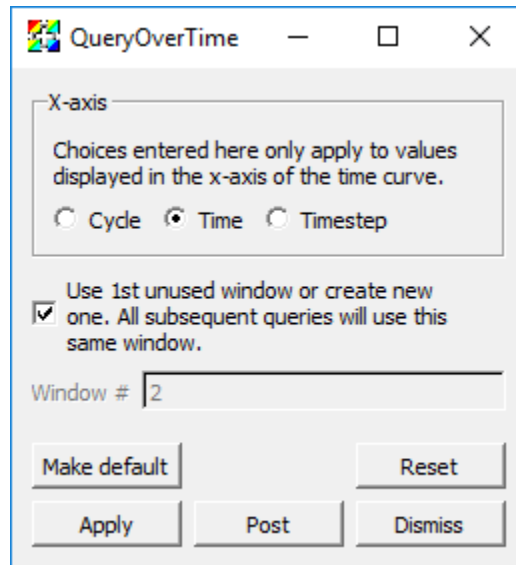 QueryOverTime
X-axis
Choices entered here only apply to values
displayed in the x-axis of the time curve.
Cycle Time Timestep
Use 1st unused window or create new
one. All subsequent queries will use this
same window.
Window # 2
Make default Reset
Apply Post Dismiss